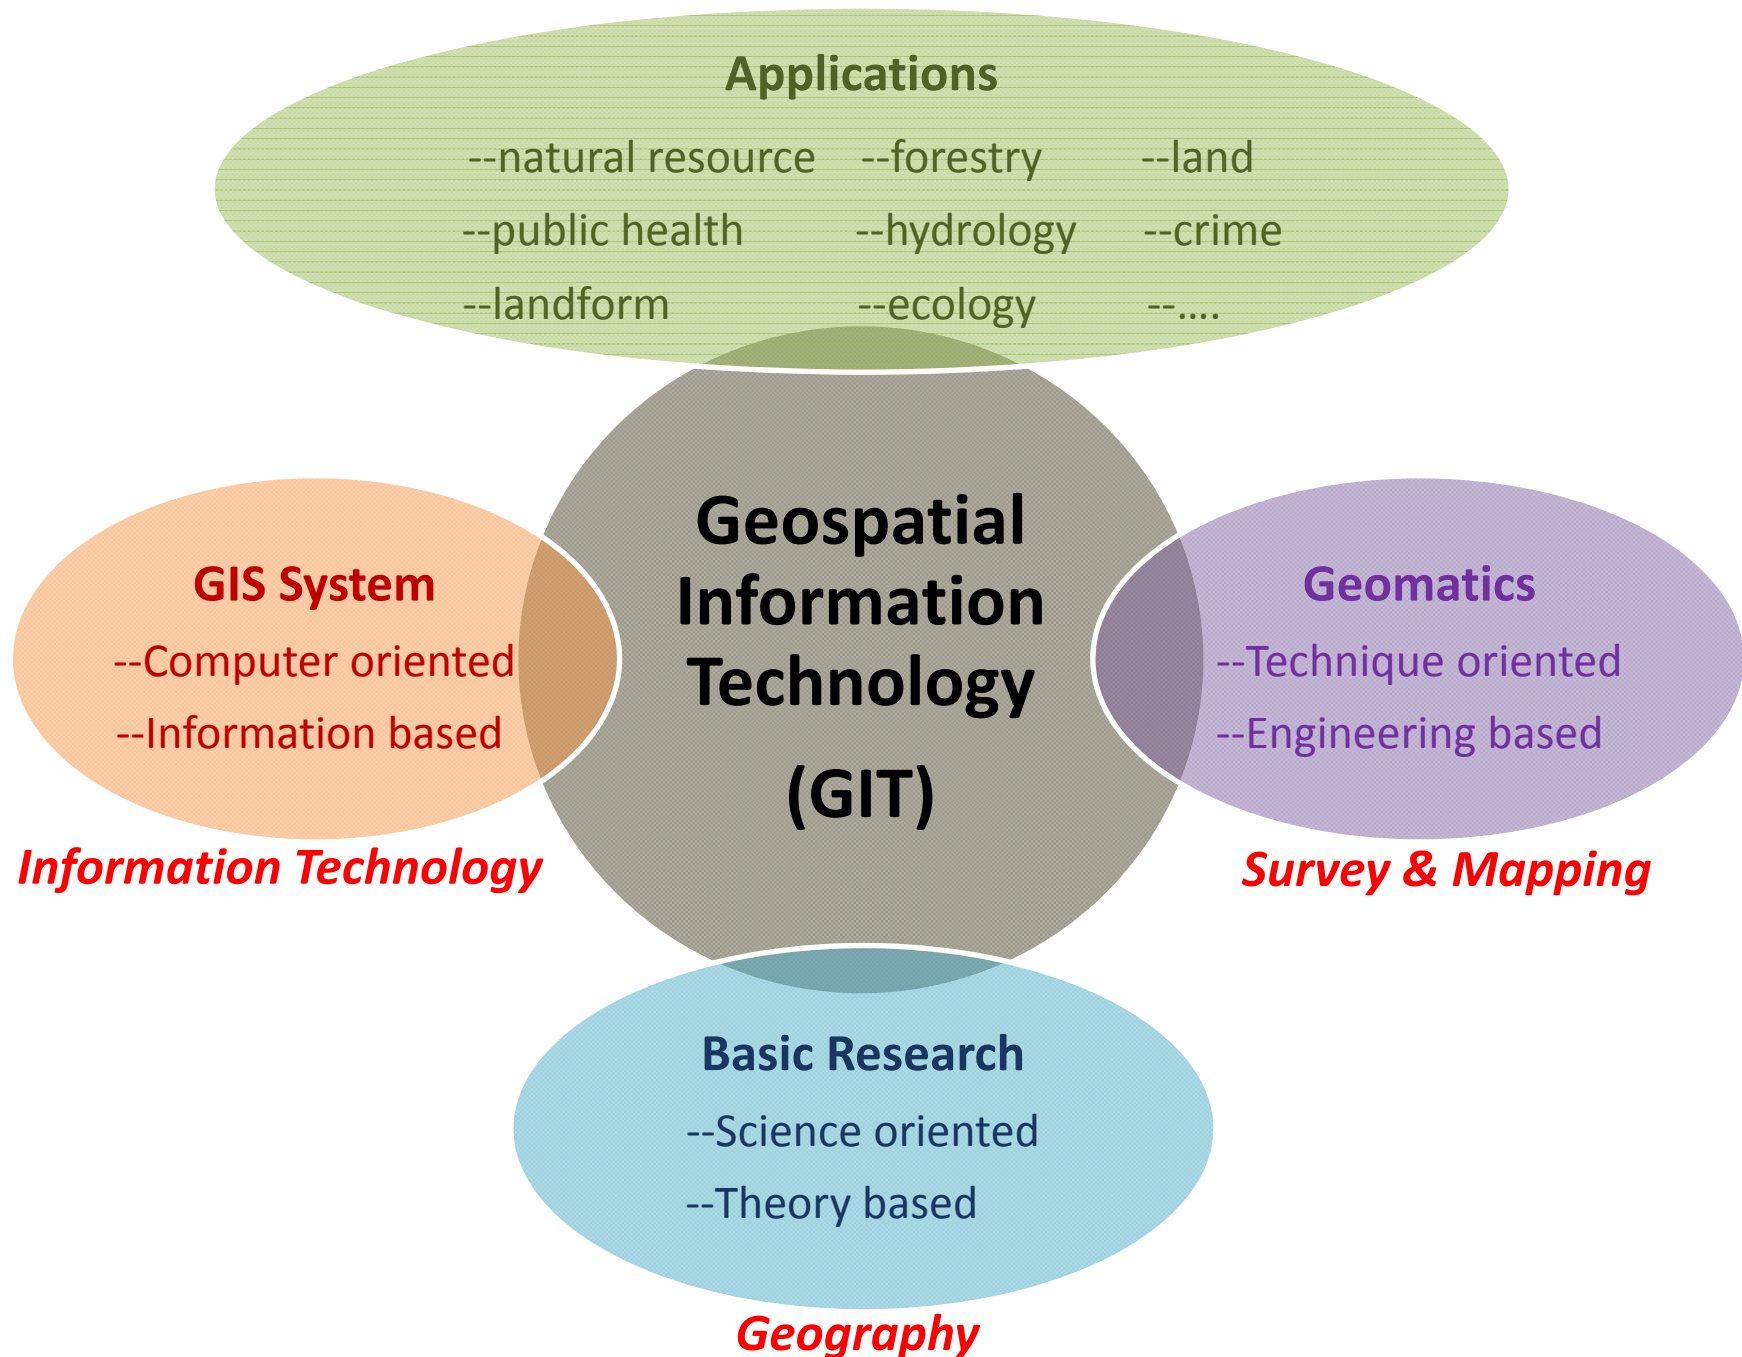 Applications
--natural resource --forestry --land
--public health --hydrology --crime
--landform --ecology --....
Geospatial
Information
Technology
(GIT)
GIS System
--Computer oriented
--Information based
Information Technology
Geomatics
--Technique oriented
--Engineering based
Survey & Mapping
Basic Research
--Science oriented
--Theory based
Geography